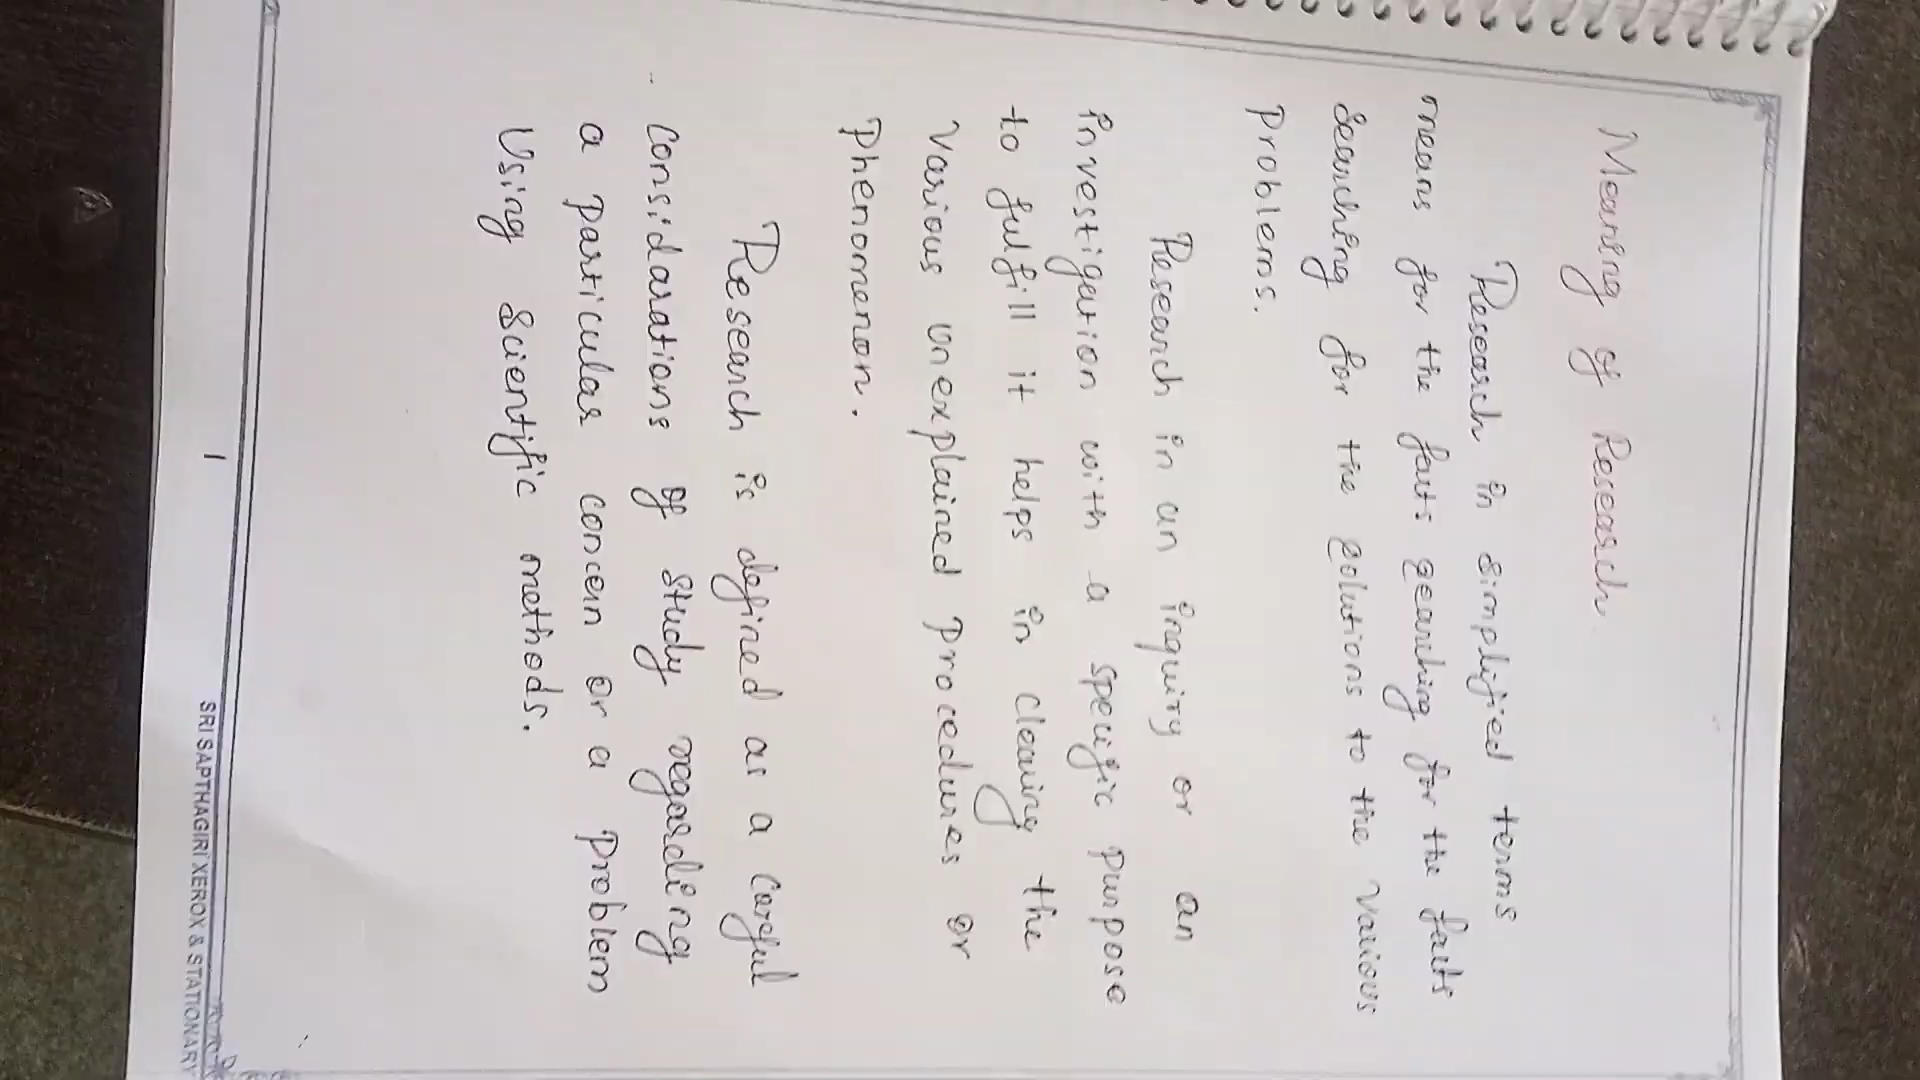 Meaning of Research
Research in simplified terms
means for the facts searching for the facts
Searching for the solutions to the various
Problems.
Research in an inquiry or an
investigation with a specific purpose
to fulfill it helps in clearing the
Various unexplained procedures or
Phenomenon.
Research is defined as a careful
Considarations of study regarding
a particular concern or a problem
Using Scientific methods.
1
SRI SAPTHAGIRI XEROX & STATIONARY